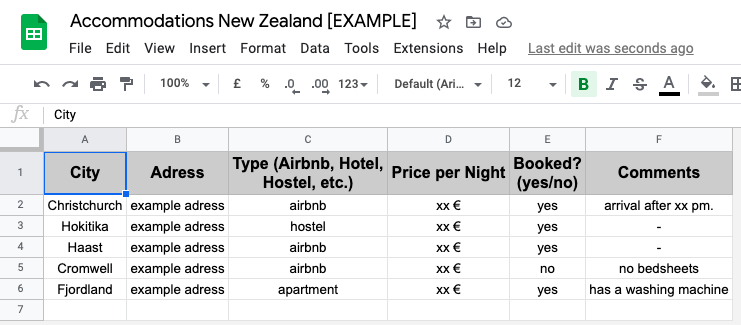 Accommodations New Zealand [EXAMPLE]
File Edit View Insert Format Data Tools Extensions Help Last edit was seconds ago
100% £ % .0 .00 123 Default (Ari... 12 B I S A
fx City
A B C D E F
1 City Adress Type (Airbnb, Hotel, Hostel, etc.) Price per Night Booked? (yes/no) Comments
2 Christchurch example adress airbnb xx € yes arrival after xx pm.
3 Hokitika example adress hostel xx € yes -
4 Haast example adress airbnb xx € yes -
5 Cromwell example adress airbnb xx € no no bedsheets
6 Fjordland example adress apartment xx € yes has a washing machine
7